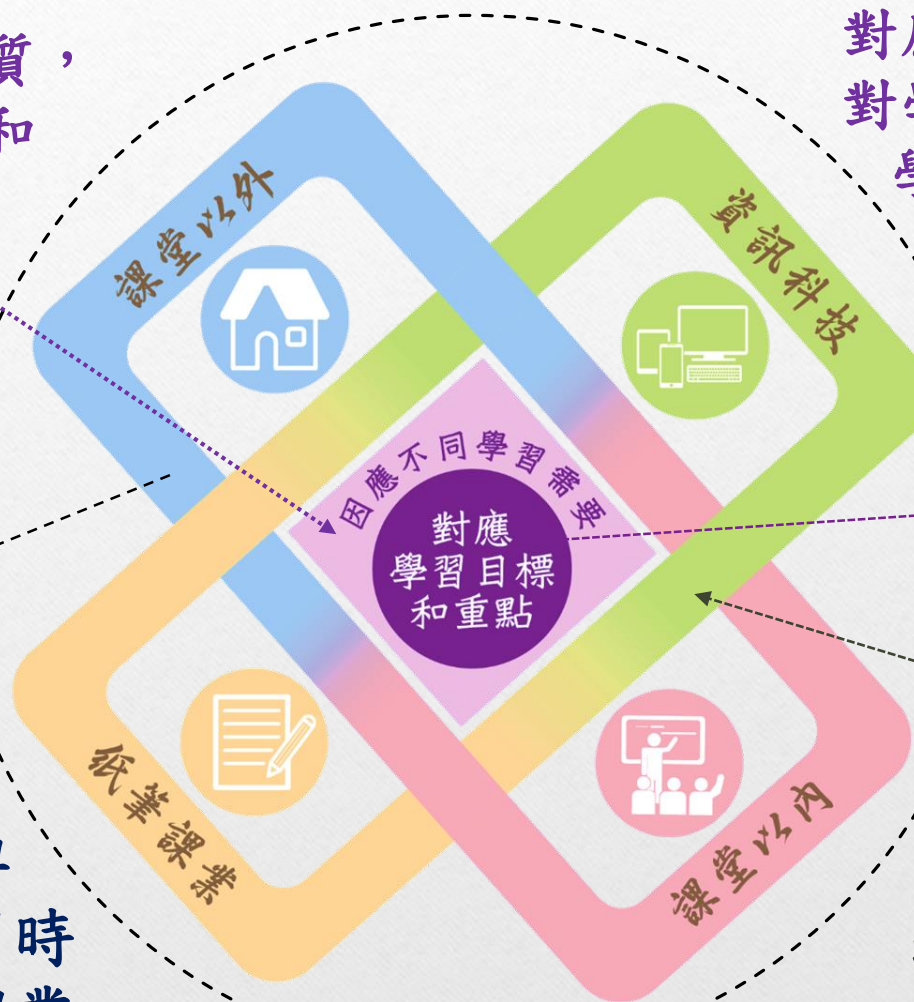 質，
和
對
對學
課堂以外
資訊科技
因應不同學習需要
對應
學習目標
和重點
紙筆課業
課堂以內
時